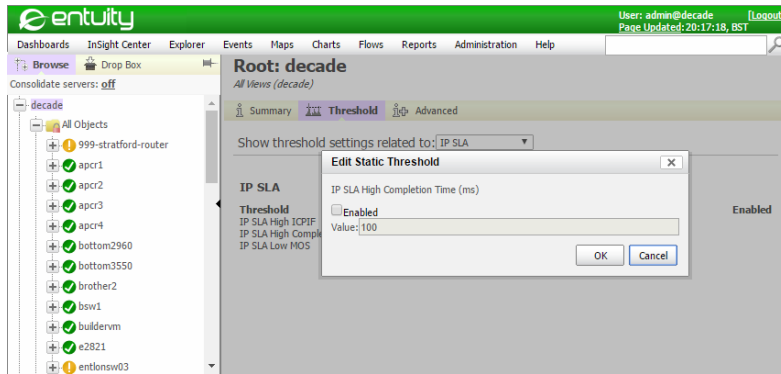 entuity
User: admin@decade [Logout
Page Updated: 20:17:18, BST
Dashboards InSight Center Explorer Events Maps Charts Flows Reports Administration Help
Browse Drop Box
Consolidate servers: off
decade
All Objects
999-stratford-router
apcr1
apcr2
apcr3
apcr4
bottom2960
bottom3550
brother2
bsw1
buildervm
e2821
entlonsw03
Root: decade
All Views (decade)
Summary Threshold Advanced
Show threshold settings related to: IP SLA
IP SLA
Threshold Enabled
IP SLA High ICPIF
IP SLA High Comple
IP SLA Low MOS
Edit Static Threshold
IP SLA High Completion Time (ms)
Enabled
Value: 100
OK Cancel